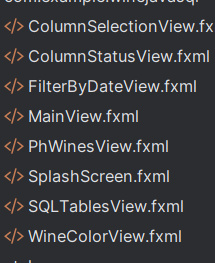 </> ColumnSelectionView.fx
</> ColumnStatusView.fxml
</> FilterByDateView.fxml
</> MainView.fxml
</> PhWinesView.fxml
</> SplashScreen.fxml
</> SQLTablesView.fxml
</> WineColorView.fxml